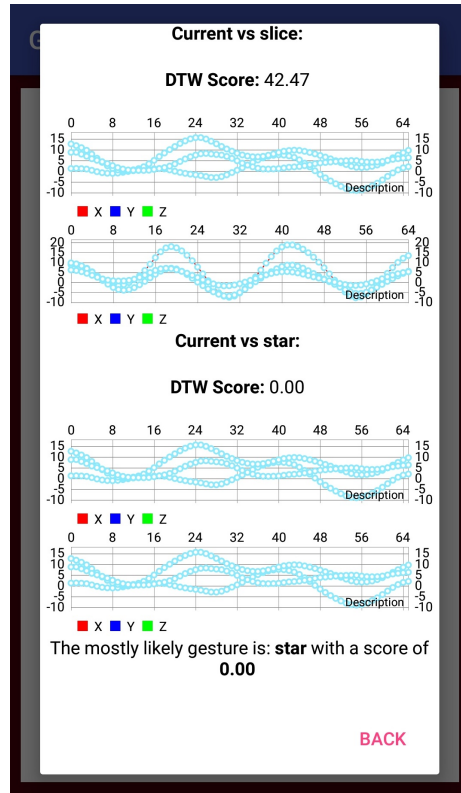 G
Current vs slice:
DTW Score: 42.47
0 8 16 24 32 40 48 56 64
15 15
10 10
5 5
0 0
-5 -5
-10 Description -10
X Y Z
0 8 16 24 32 40 48 56 64
20 20
15 15
10 10
5 5
0 0
-5 -5
-10 Description -10
X Y Z
Current vs star:
DTW Score: 0.00
0 8 16 24 32 40 48 56 64
15 15
10 10
5 5
0 0
-5 -5
-10 Description -10
X Y Z
0 8 16 24 32 40 48 56 64
15 15
10 10
5 5
0 0
-5 -5
-10 Description -10
X Y Z
The mostly likely gesture is: star with a score of
0.00
BACK